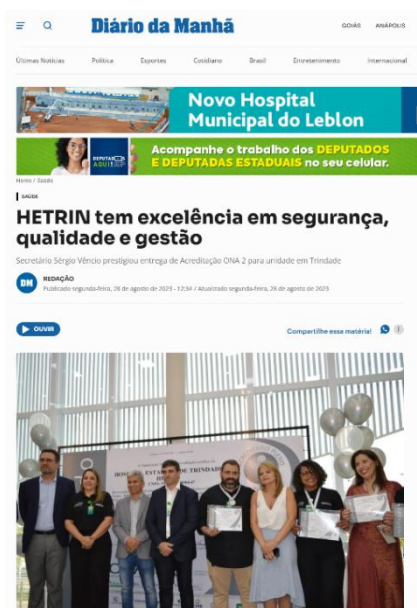 Diário da Manhã
GOIÁS ANÁPOLIS
Últimas Notícias Política Esportes Cotidiano Brasil Entretenimento Internacional
Novo Hospital
Municipal do Leblon
DEPUTADOS AQUI!
Acompanhe o trabalho dos DEPUTADOS
E DEPUTADAS ESTADUAIS no seu celular.
Home / Saúde
SAÚDE
HETRIN tem excelência em segurança,
qualidade e gestão
Secretário Sérgio Vêncio prestigiou entrega de Acreditação ONA 2 para unidade em Trindade
DM
REDAÇÃO
Publicado segunda-feira, 28 de agosto de 2023 - 12:34 / Atualizado segunda-feira, 28 de agosto de 2023
OUVIR
Compartilhe essa matéria!